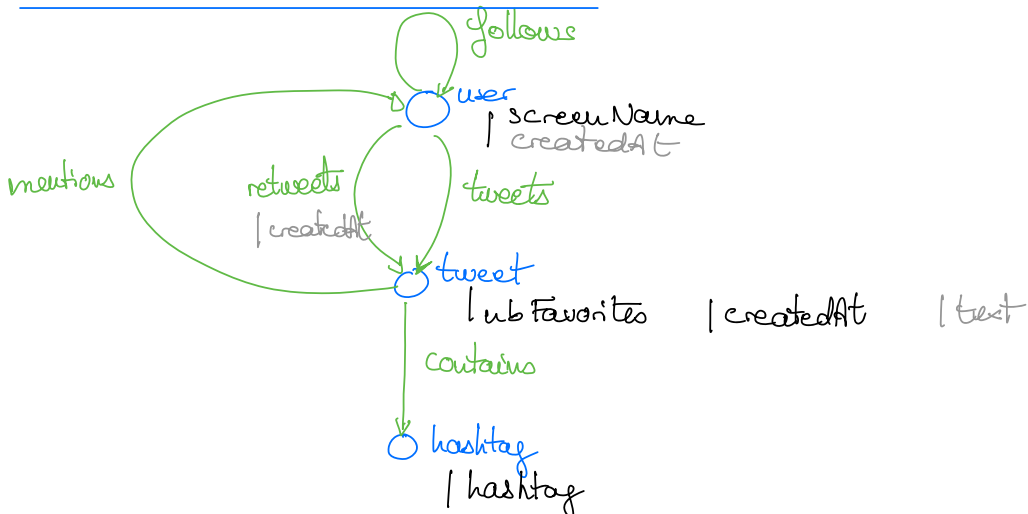 follows
user
| screenName
createdAt
mentions
retweets
| createdAt
tweets
tweet
| nbFavorites | createdAt | text
contains
hashtag
| hashtag